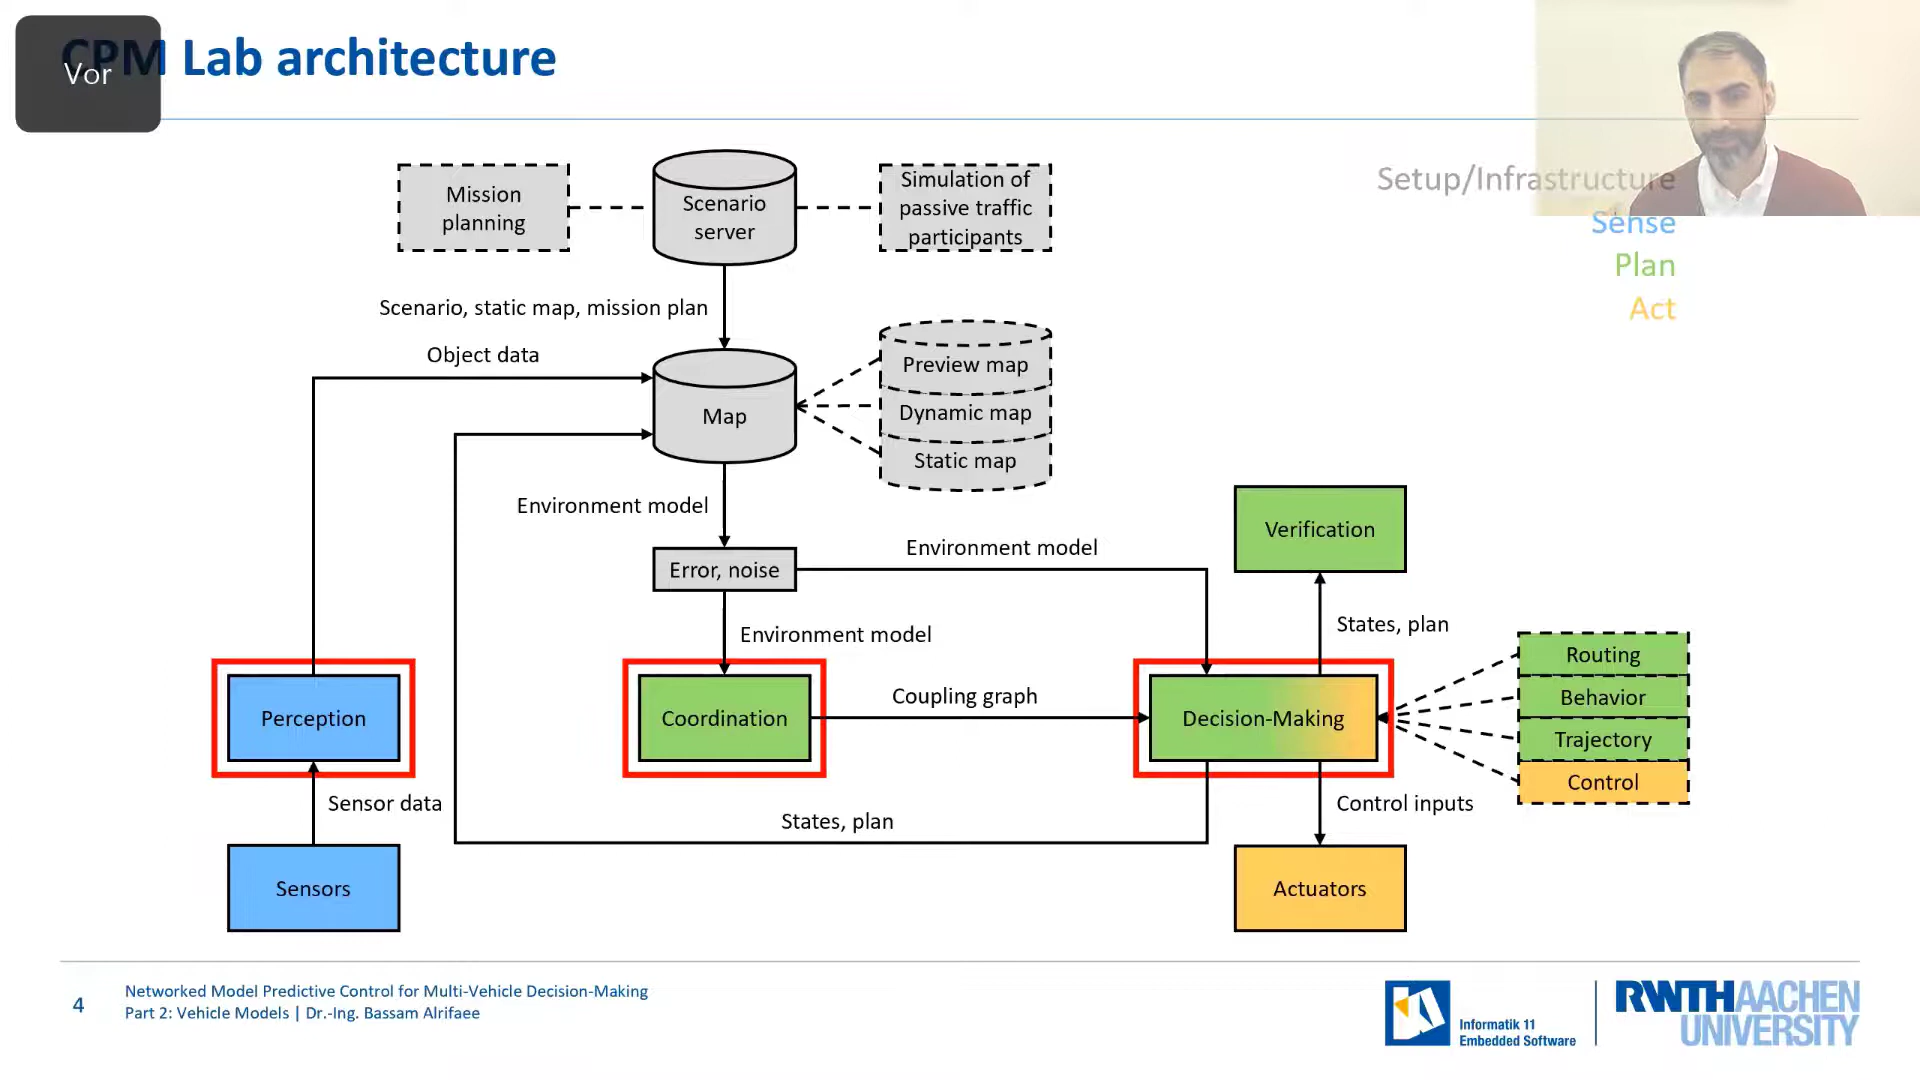 CPM Lab architecture
Vor
Mission
planning
Scenario
server
Simulation of
passive traffic
participants
Setup/Infrastructure
Sense
Plan
Act
Scenario, static map, mission plan
Object data
Map
Preview map
Dynamic map
Static map
Environment model
Error, noise
Environment model
Environment model
Verification
States, plan
Perception
Coordination
Coupling graph
Decision-Making
Routing
Behavior
Trajectory
Control
Sensor data
States, plan
Control inputs
Sensors
Actuators
4
Networked Model Predictive Control for Multi-Vehicle Decision-Making
Part 2: Vehicle Models | Dr.-Ing. Bassam Alrifaee
Informatik 11
Embedded Software
RWTHAACHEN
UNIVERSITY